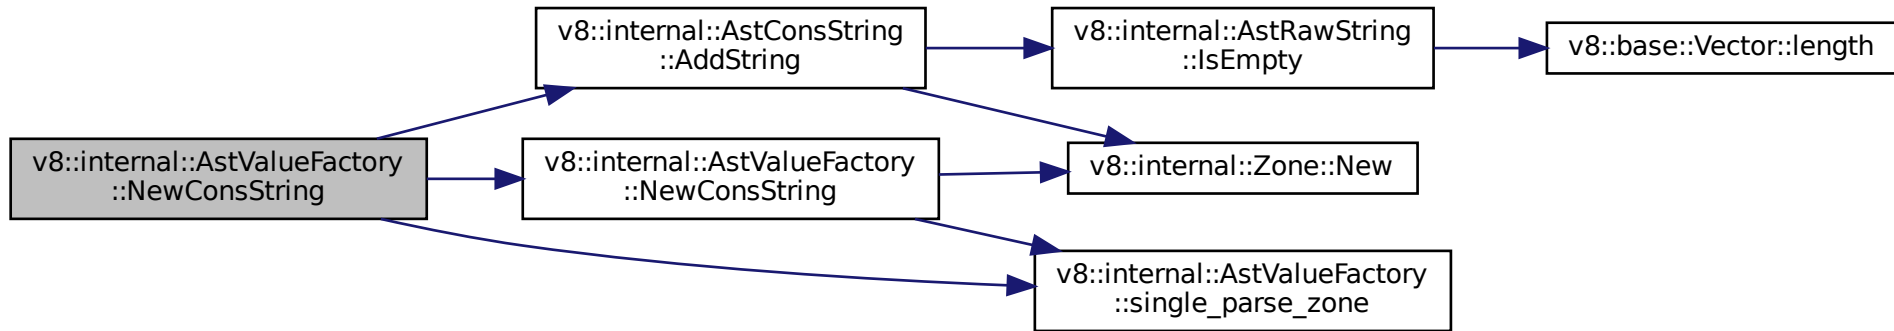 v8::internal::AstValueFactory
::NewConsString
v8::internal::AstConsString
::AddString
v8::internal::AstValueFactory
::NewConsString
v8::internal::AstRawString
::IsEmpty
v8::internal::Zone::New
v8::internal::AstValueFactory
::single_parse_zone
v8::base::Vector::length